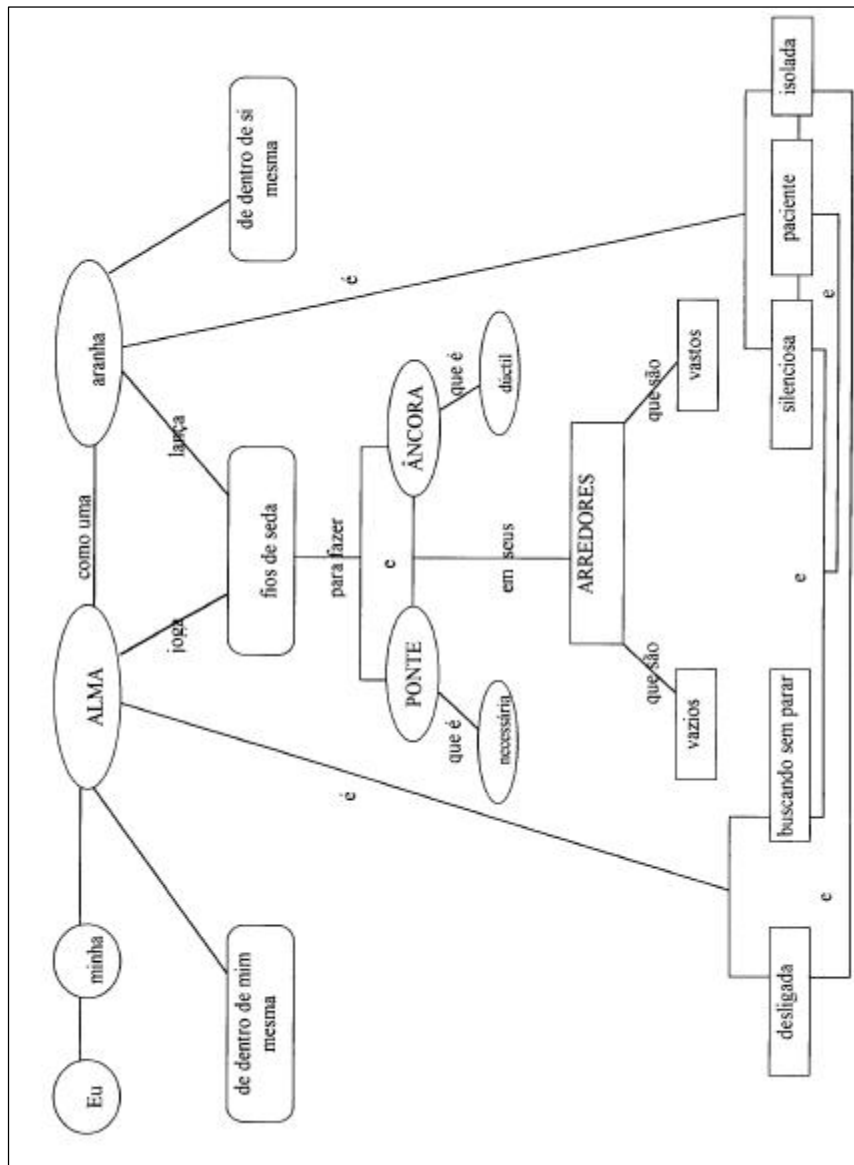 Eu
minha
ALMA
como uma
aranha
joga
lança
de dentro de mim
mesma
fios de seda
de dentro de si
mesma
é
é
para fazer
PONTE
e
ÂNCORA
que é
que é
necessária
dúctil
em seus
ARREDORES
que são
que são
vazios
vastos
desligada
buscando sem parar
silenciosa
paciente
isolada
e
e
e